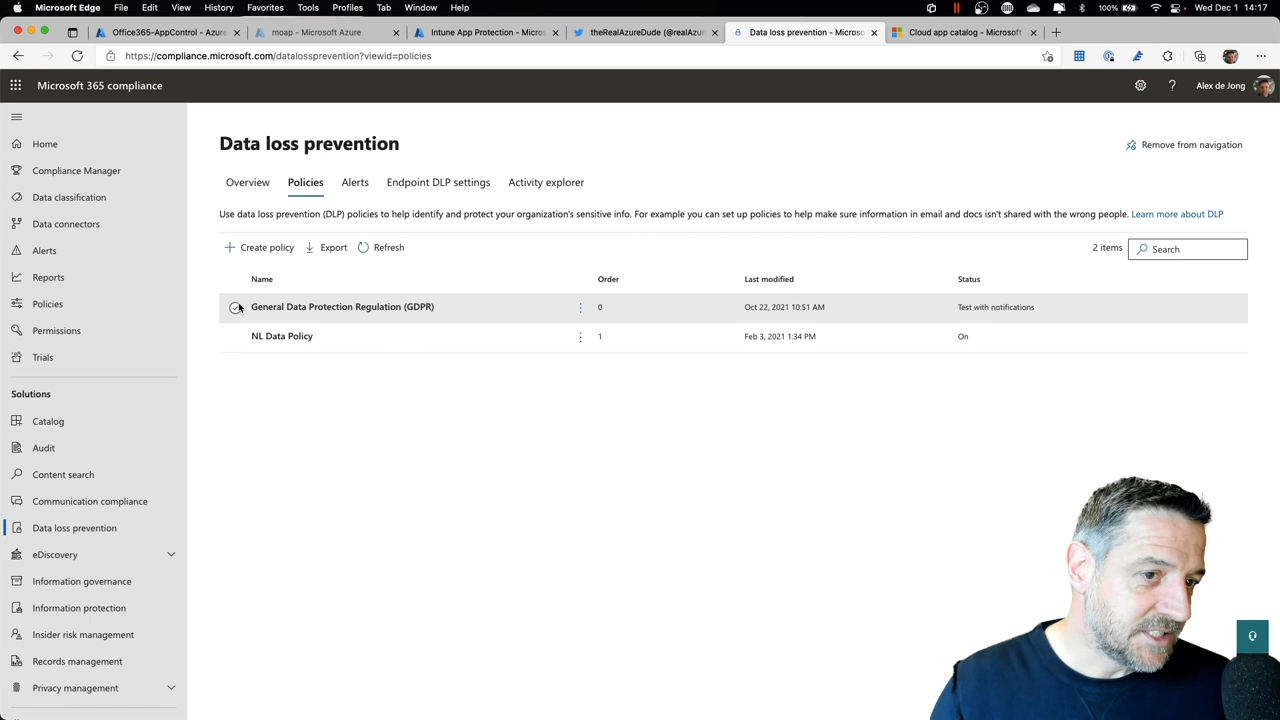 Microsoft Edge File Edit View History Favorites Tools Profiles Tab Window Help 100% Wed Dec 1 14:17
Office365-AppControl - Azure
moap - Microsoft Azure
Intune App Protection - Micros
theRealAzureDude (@realAzur
Data loss prevention - Microso
Cloud app catalog - Microsoft
https://compliance.microsoft.com/datalossprevention?viewid=policies
Microsoft 365 compliance
Alex de Jong
Home
Compliance Manager
Data classification
Data connectors
Alerts
Reports
Policies
Permissions
Trials
Solutions
Catalog
Audit
Content search
Communication compliance
Data loss prevention
eDiscovery
Information governance
Information protection
Insider risk management
Records management
Privacy management
Data loss prevention
Remove from navigation
Overview Policies Alerts Endpoint DLP settings Activity explorer
Use data loss prevention (DLP) policies to help identify and protect your organization's sensitive info. For example you can set up policies to help make sure information in email and docs isn't shared with the wrong people. Learn more about DLP
Create policy Export Refresh 2 items Search
Name Order Last modified Status
General Data Protection Regulation (GDPR) 0 Oct 22, 2021 10:51 AM Test with notifications
NL Data Policy 1 Feb 3, 2021 1:34 PM On